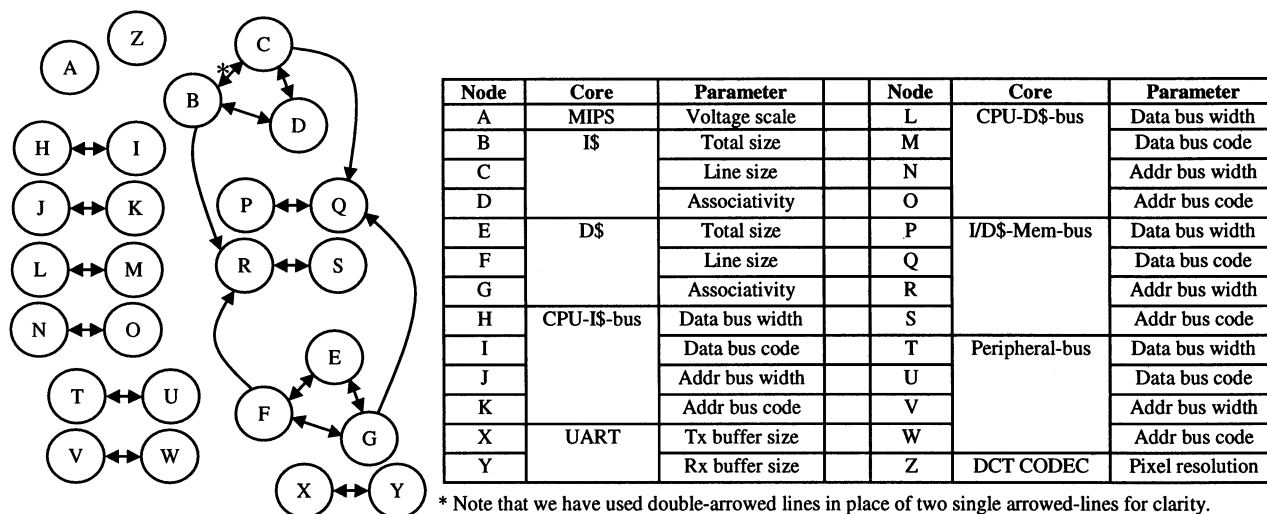 Z
C
A
*
B
D
H
I
P
Q
J
K
R
S
L
M
N
O
E
T
U
F
G
V
W
X
Y
Node Core Parameter Node Core Parameter
A MIPS Voltage scale L CPU-D$-bus Data bus width
B I$ Total size M Data bus code
C Line size N Addr bus width
D Associativity O Addr bus code
E D$ Total size P I/D$-Mem-bus Data bus width
F Line size Q Data bus code
G Associativity R Addr bus width
H CPU-I$-bus Data bus width S Addr bus code
I Data bus code T Peripheral-bus Data bus width
J Addr bus width U Data bus code
K Addr bus code V Addr bus width
X UART Tx buffer size W Addr bus code
Y Rx buffer size Z DCT CODEC Pixel resolution
* Note that we have used double-arrowed lines in place of two single arrowed-lines for clarity.